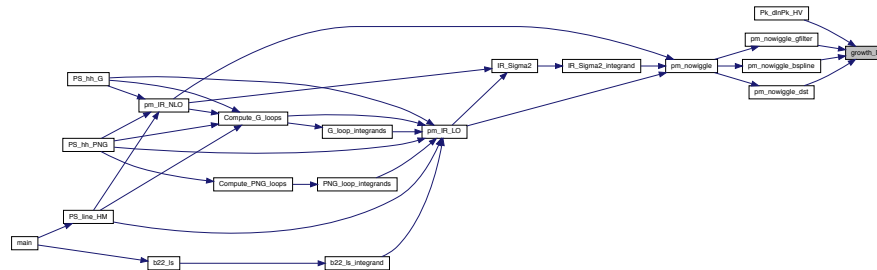 Pk_dlnPk_HV
pm_nowiggle_gfilter
growth_
PS_hh_G
IR_Sigma2
IR_Sigma2_integrand
pm_nowiggle
pm_nowiggle_bspline
pm_IR_NLO
pm_nowiggle_dst
Compute_G_loops
G_loop_integrands
pm_IR_LO
PS_hh_PNG
Compute_PNG_loops
PNG_loop_integrands
PS_line_HM
main
b22_ls
b22_ls_integrand